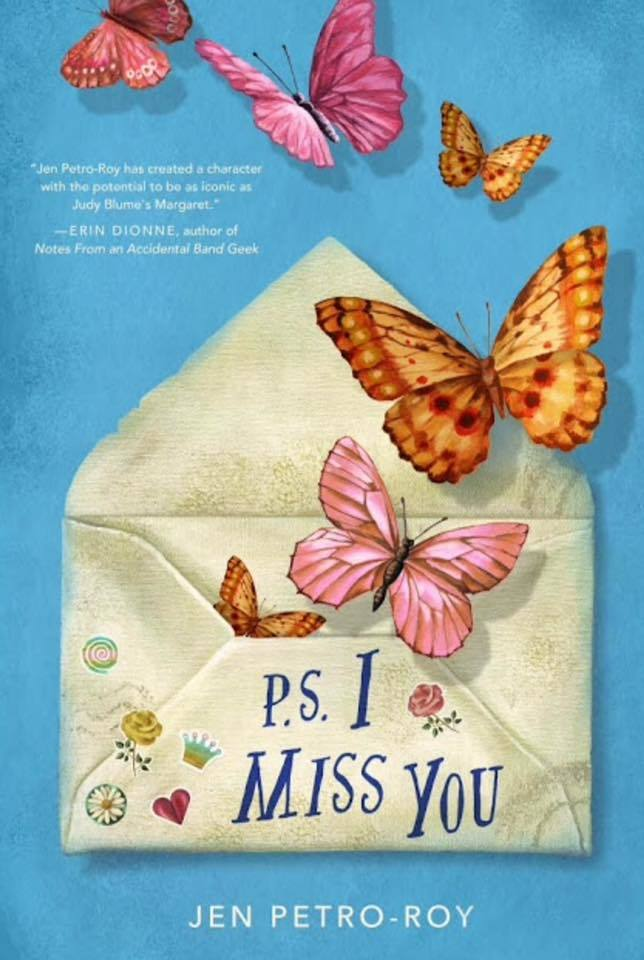 "Jen Petro-Roy has created a character
with the potential to be as iconic as
Judy Blume's Margaret."
—ERIN DIONNE, author of
Notes From an Accidental Band Geek
P.S. I
MISS YOU
JEN PETRO-ROY